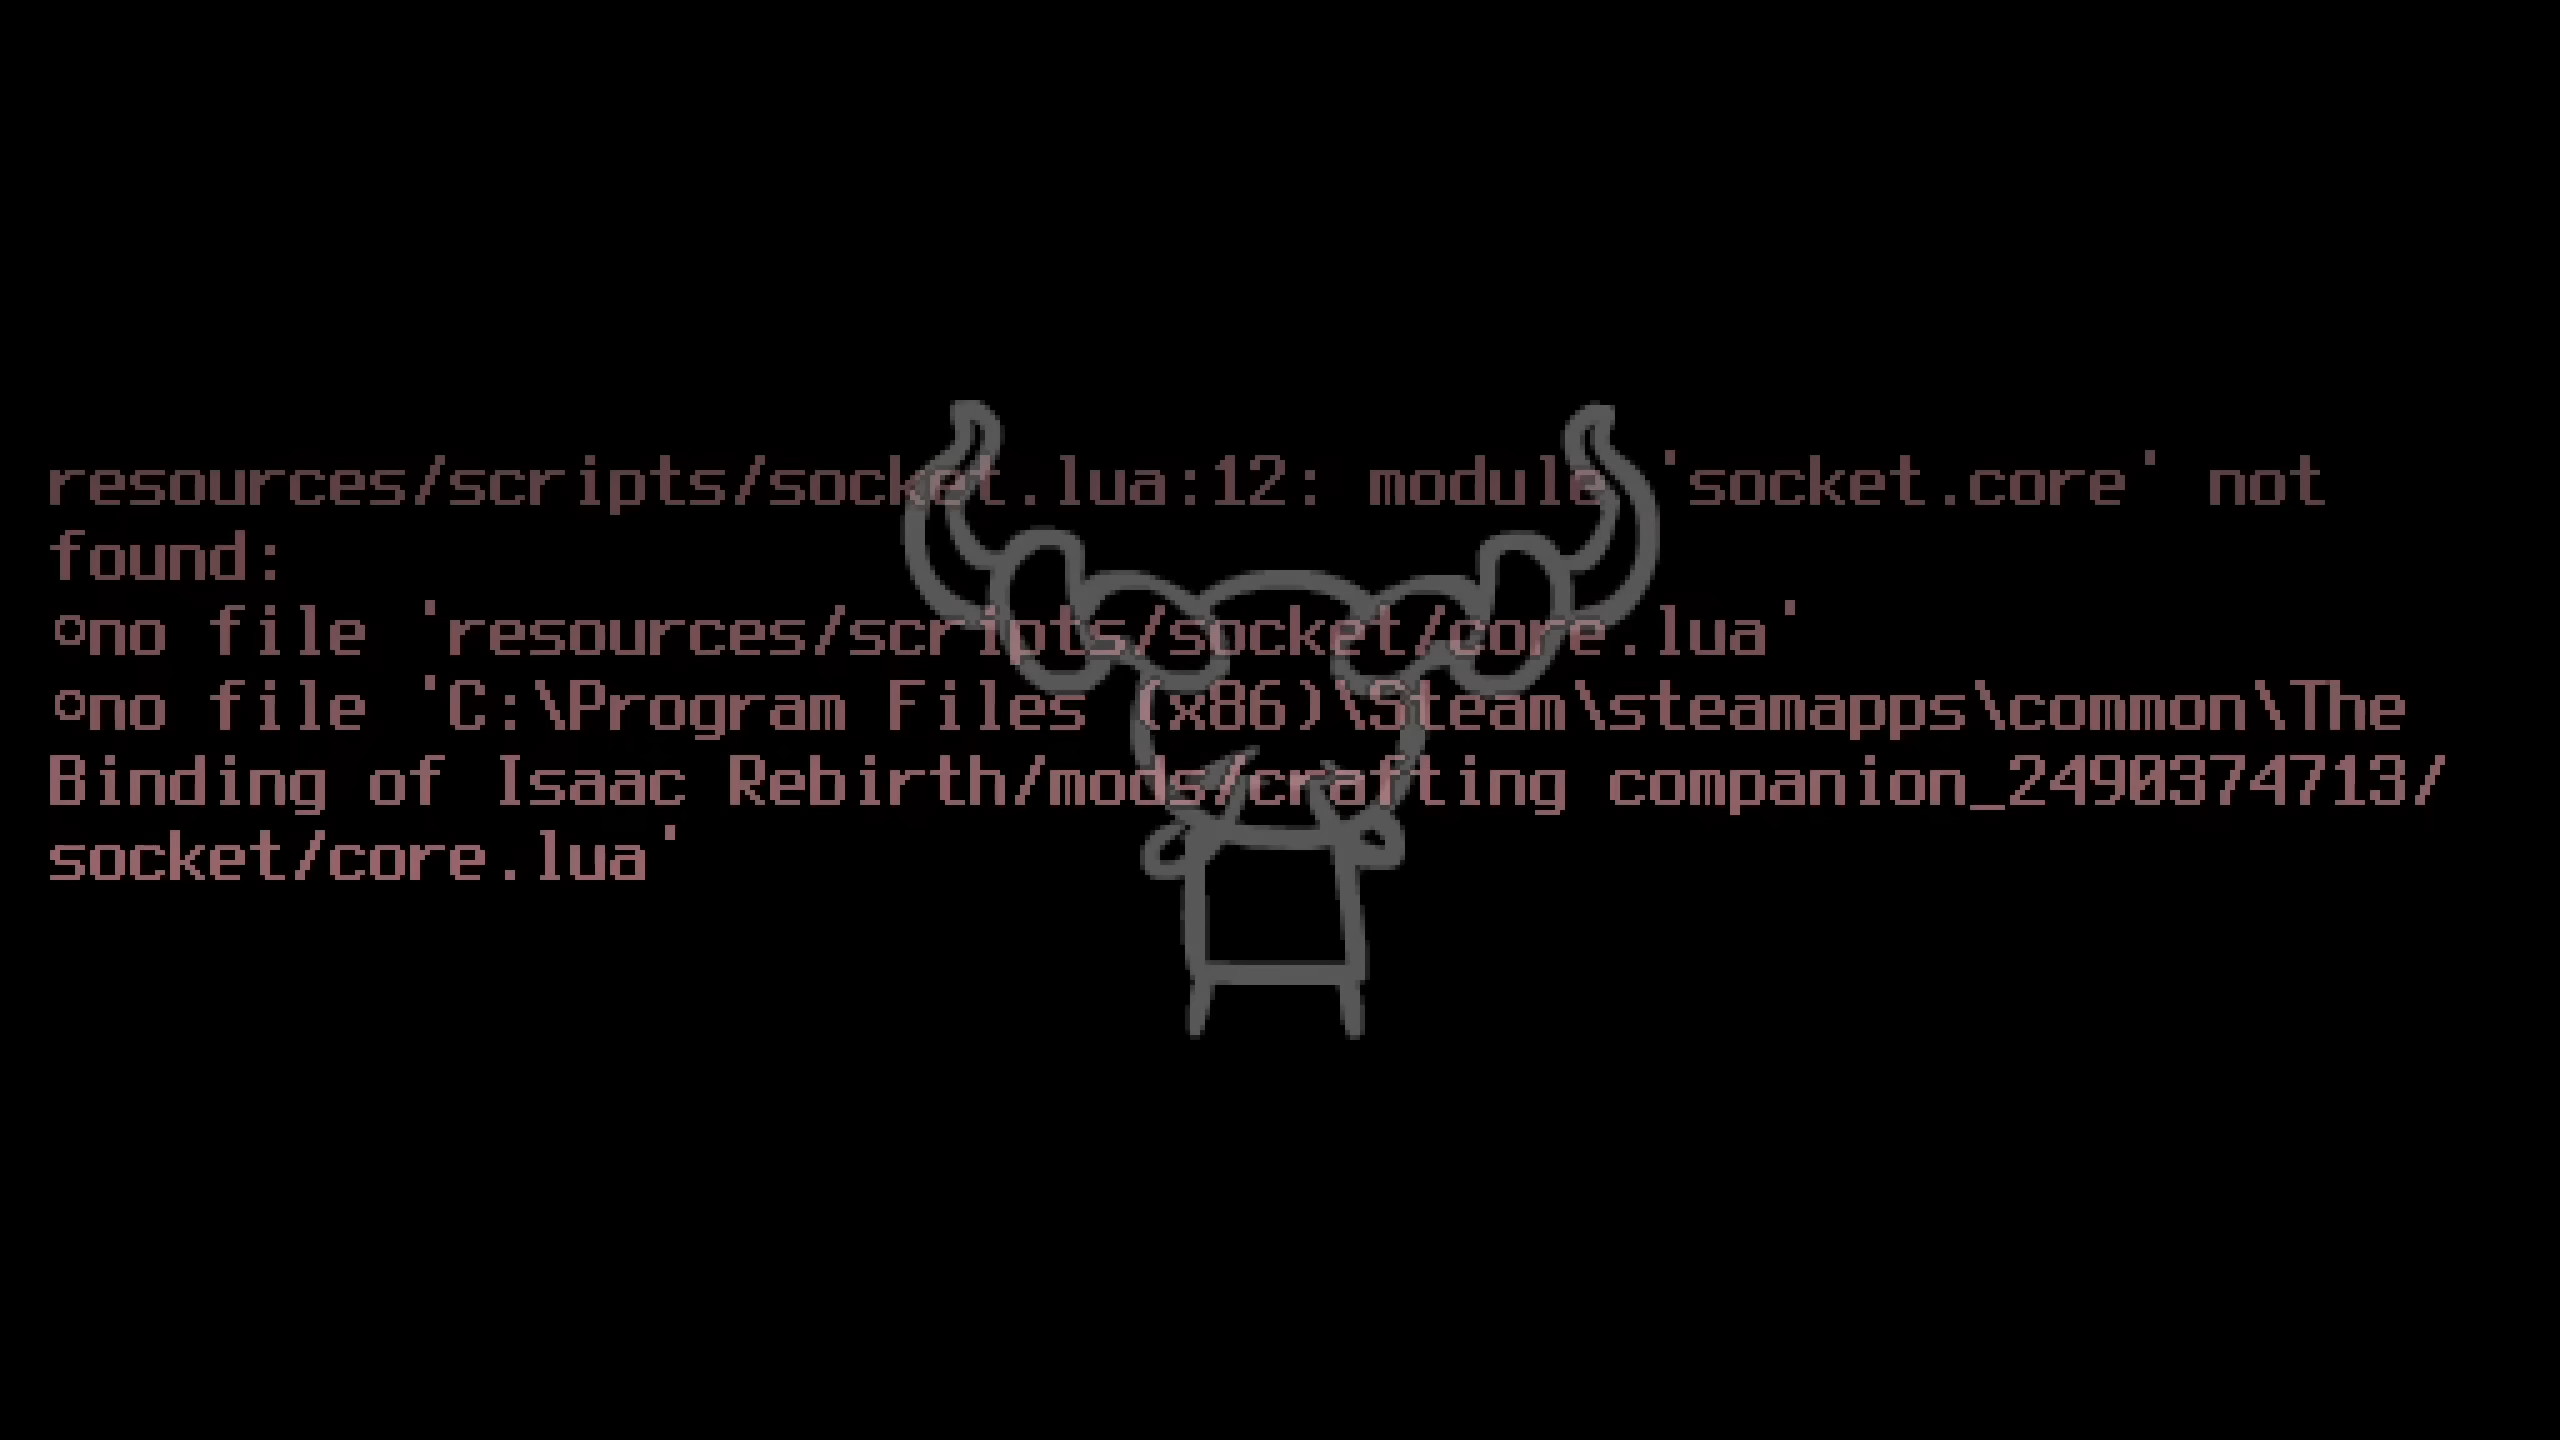 resources/scripts/socket.lua:12: module 'socket.core' not
found:
no file 'resources/scripts/socket/core.lua'
no file 'C:\Program Files (x86)\Steam\steamapps\common\The
Binding of Isaac Rebirth/mods/crafting companion_2490374713/
socket/core.lua'